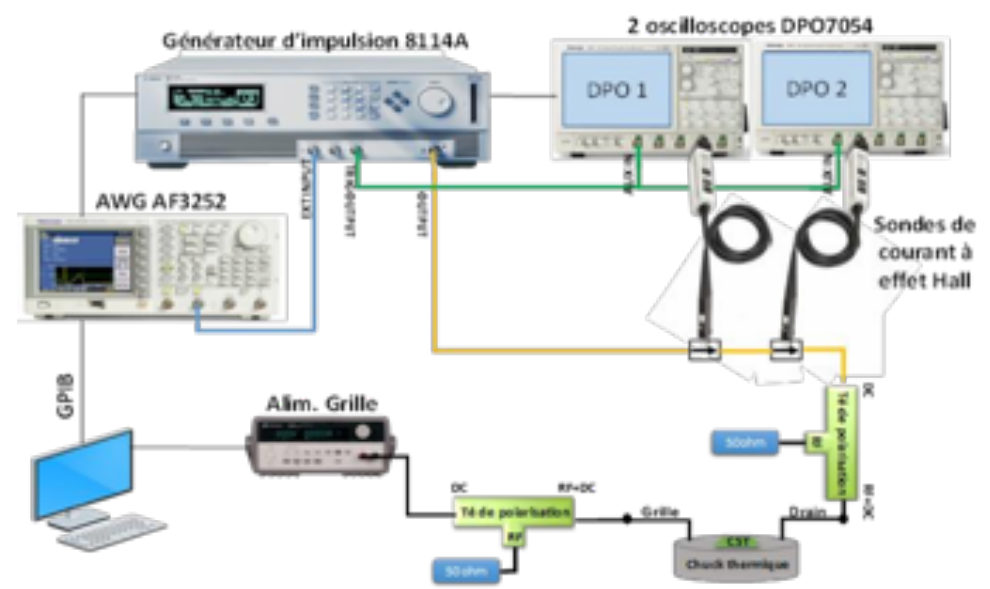 2 oscilloscopes DPO7054
Générateur d'impulsion 8114A
DPO 1
DPO 2
EXT INPUT
OUTPUT
AWG AF3252
Sondes de
courant à
effet Hall
GPIB
Alim. Grille
DC
Té de polarisation
RF
50ohm
RF+DC
DC
RF+DC
Té de polarisation
RF
50ohm
Grille
Drain
CST
Chuck thermique